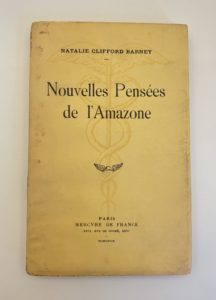 NATALIE CLIFFORD BARNEY
Nouvelles Pensées
de l'Amazone
PARIS
MERCVRE DE FRANCE